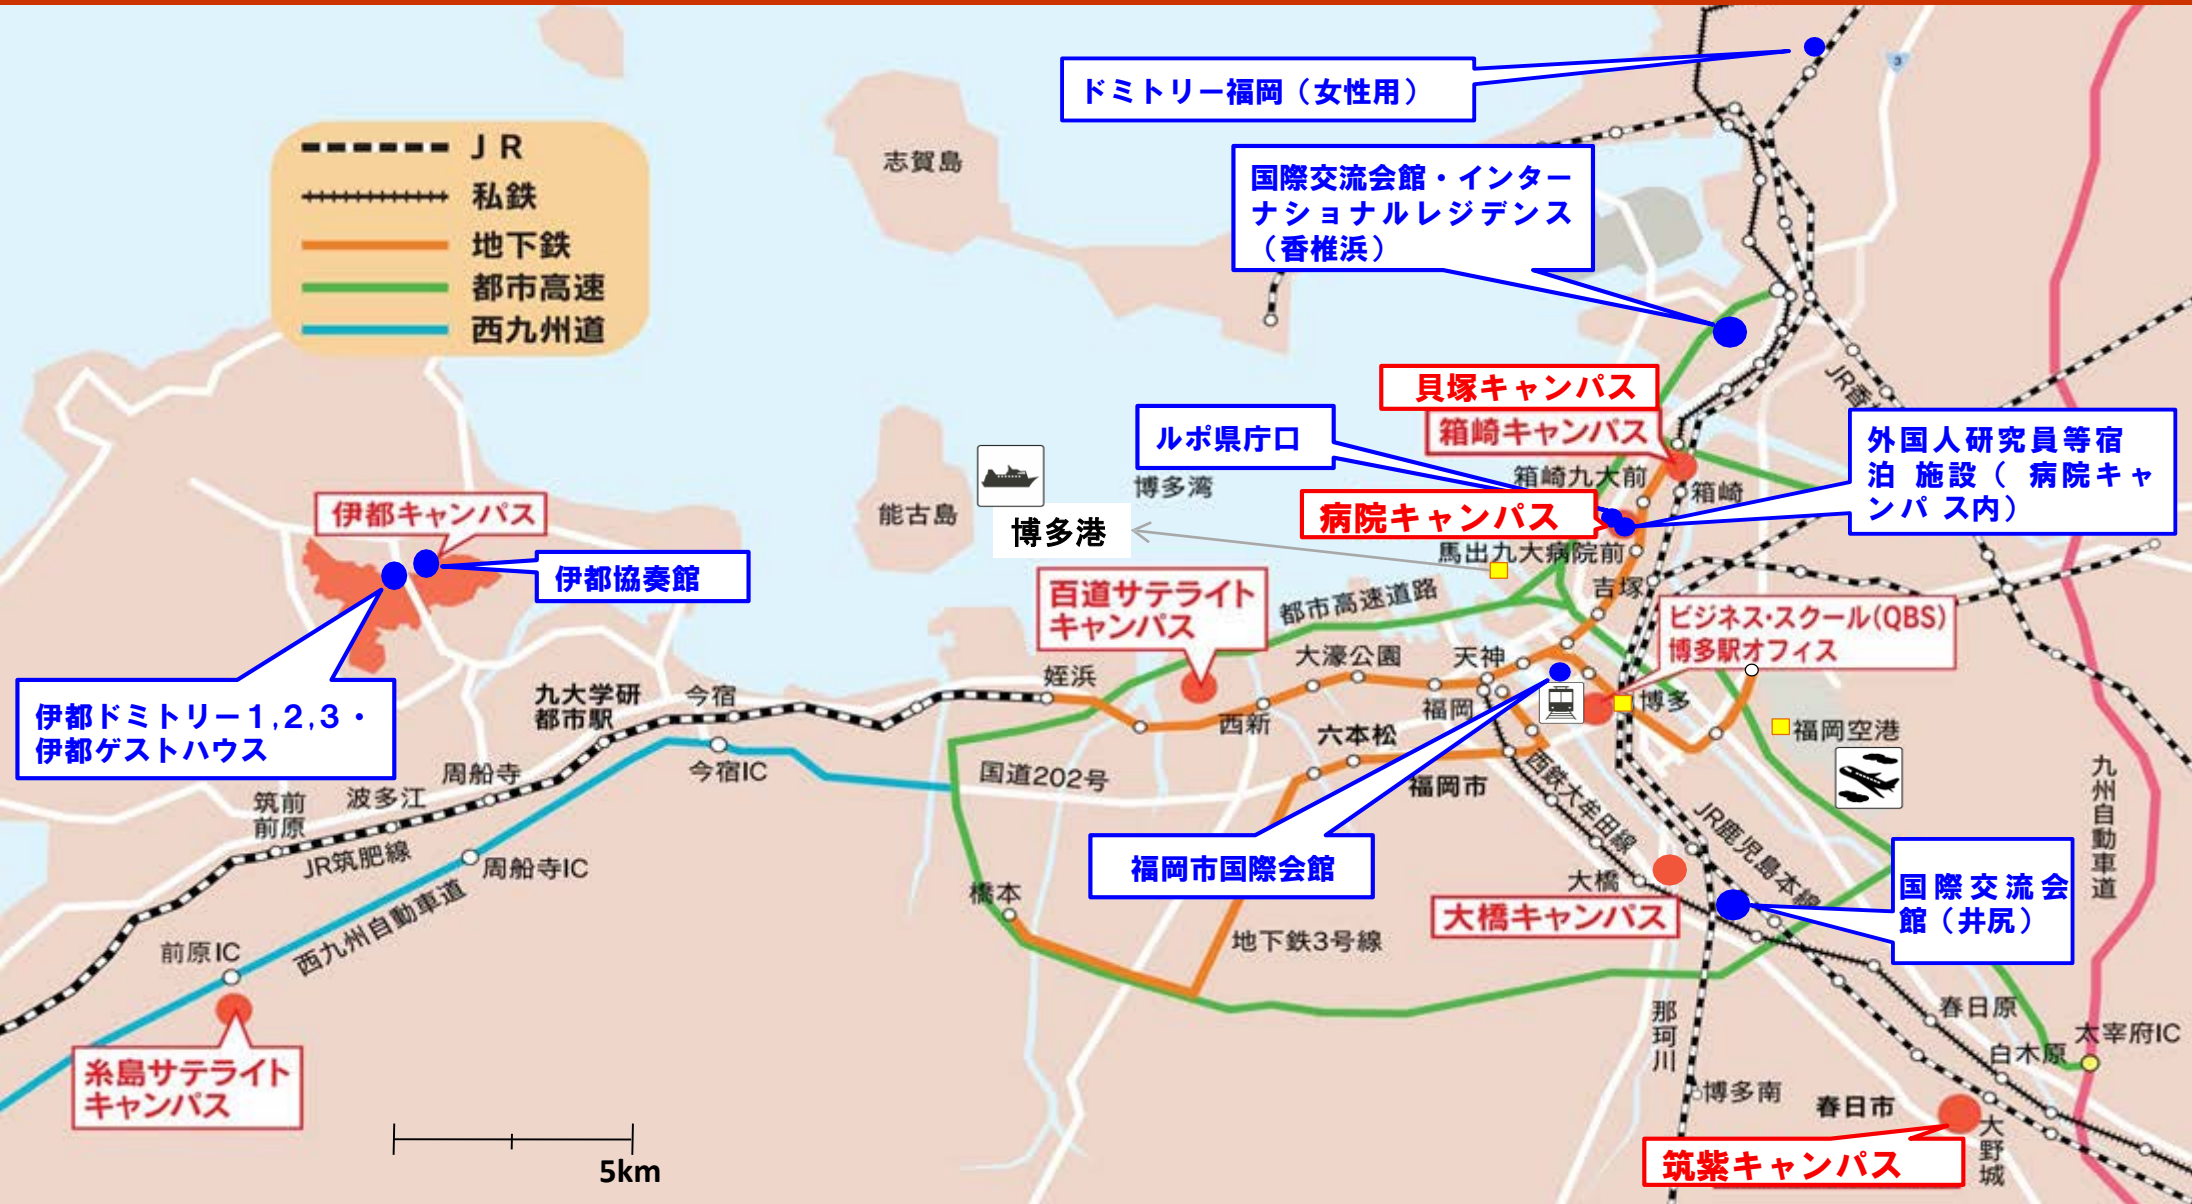 ドミトリー福岡（女性用）
3
JR
私鉄
地下鉄
都市高速
西九州道
志賀島
国際交流会館・インター
ナショナルレジデンス
（香椎浜）
貝塚キャンパス
箱崎キャンパス
ルポ県庁口
外国人研究員等宿
泊 施設（ 病院キャ
ンパ ス内）
箱崎九大前
箱崎
博多湾
能古島
伊都キャンパス
病院キャンパス
博多港
馬出九大病院前
伊都協奏館
吉塚
百道サテライト
キャンパス
都市高速道路
ビジネス・スクール(QBS)
博多駅オフィス
大濠公園
天神
姪浜
九大学研
都市駅
今宿
伊都ドミトリー1,2,3・
伊都ゲストハウス
西新
福岡
博多
六本松
福岡空港
周船寺
今宿IC
国道202号
福岡市
西鉄大牟田線
九州自動車道
筑前
前原
波多江
JR筑肥線
周船寺IC
JR鹿児島本線
福岡市国際会館
大橋
国際交流会
館（井尻）
橋本
大橋キャンパス
地下鉄3号線
西九州自動車道
前原IC
那珂川
春日原
太宰府IC
白木原
糸島サテライト
キャンパス
博多南
春日市
大野城
筑紫キャンパス
5km